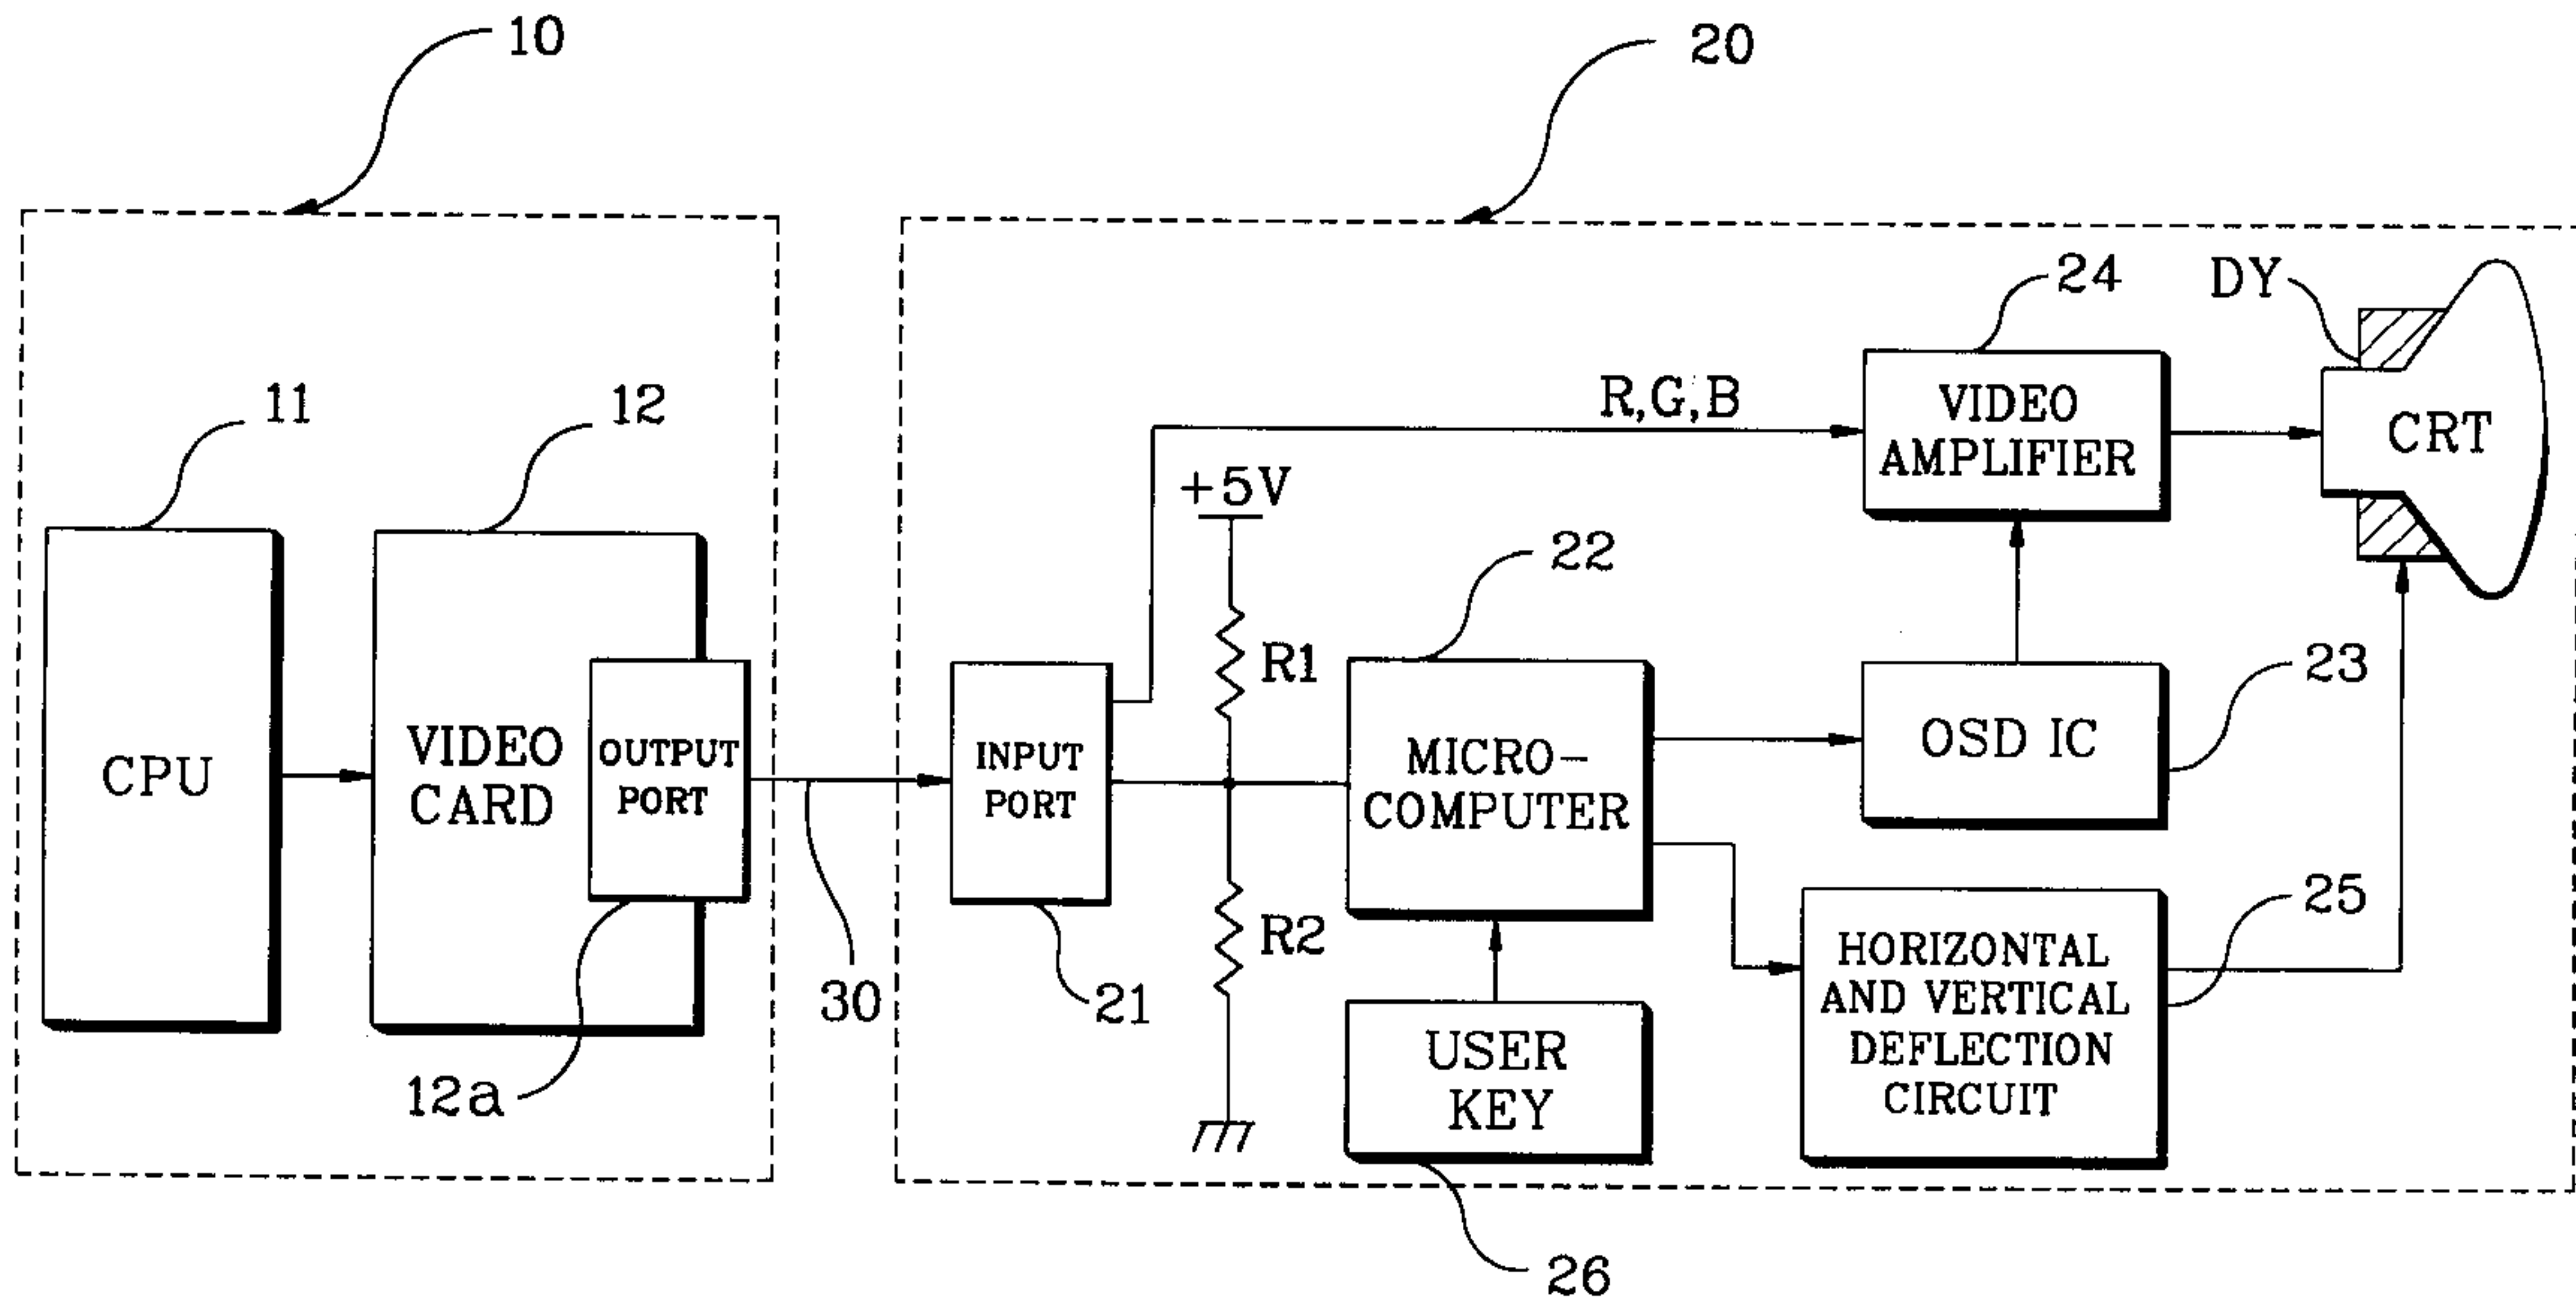 10
20
24
DY
11
12
R,G,B
VIDEO
AMPLIFIER
CRT
+5V
22
R1
23
CPU
VIDEO
CARD
OUTPUT
PORT
INPUT
PORT
MICRO-
COMPUTER
OSD IC
25
R2
30
21
HORIZONTAL
AND VERTICAL
DEFLECTION
CIRCUIT
USER
KEY
12a
26